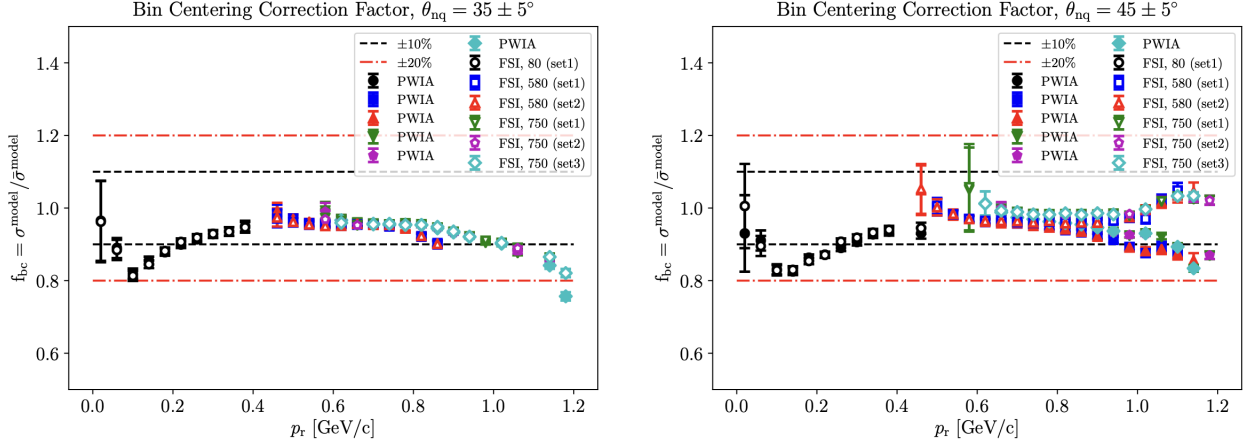 Bin Centering Correction Factor, θnq = 35 ± 5°
±10%
±20%
PWIA
PWIA
PWIA
PWIA
PWIA
PWIA
FSI, 80 (set1)
FSI, 580 (set1)
FSI, 580 (set2)
FSI, 750 (set1)
FSI, 750 (set2)
FSI, 750 (set3)
fbc = σmodel/σ̄model
1.4
1.2
1.0
0.8
0.6
0.0 0.2 0.4 0.6 0.8 1.0 1.2
pr [GeV/c]
Bin Centering Correction Factor, θnq = 45 ± 5°
±10%
±20%
PWIA
PWIA
PWIA
PWIA
PWIA
PWIA
FSI, 80 (set1)
FSI, 580 (set1)
FSI, 580 (set2)
FSI, 750 (set1)
FSI, 750 (set2)
FSI, 750 (set3)
fbc = σmodel/σ̄model
1.4
1.2
1.0
0.8
0.6
0.0 0.2 0.4 0.6 0.8 1.0 1.2
pr [GeV/c]